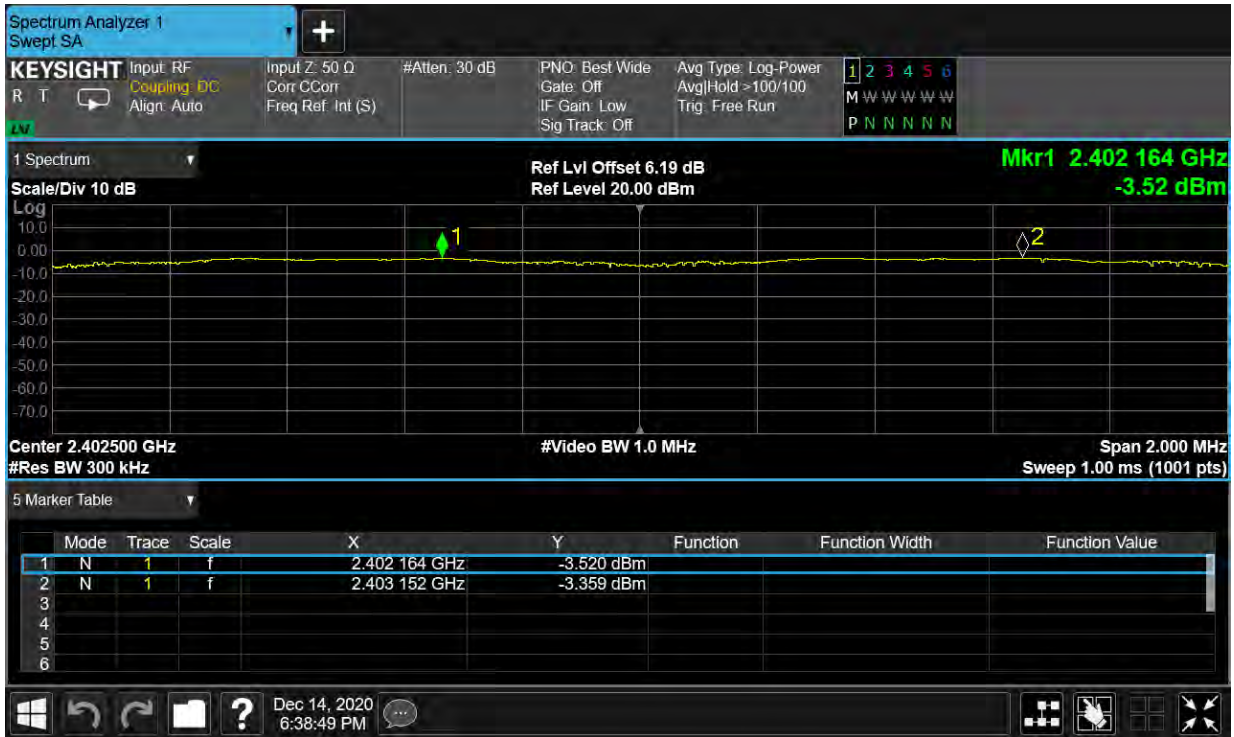 Spectrum Analyzer 1
Swept SA
+
KEYSIGHT Input: RF Input Z: 50 Ω #Atten: 30 dB PNO: Best Wide Avg Type: Log-Power 1 2 3 4 5 6
R T Coupling: DC Corr CCorr Gate: Off Avg|Hold >100/100 M W W W W W W
Align: Auto Freq Ref: Int (S) IF Gain: Low Trig: Free Run
Sig Track: Off P N N N N N N
LXI
1 Spectrum Ref Lvl Offset 6.19 dB Mkr1 2.402 164 GHz
Scale/Div 10 dB Ref Level 20.00 dBm -3.52 dBm
Log
10.0
1 2
0.00
-10.0
-20.0
-30.0
-40.0
-50.0
-60.0
-70.0
Center 2.402500 GHz #Video BW 1.0 MHz Span 2.000 MHz
#Res BW 300 kHz Sweep 1.00 ms (1001 pts)
5 Marker Table
Mode Trace Scale X Y Function Function Width Function Value
1 N 1 f 2.402 164 GHz -3.520 dBm
2 N 1 f 2.403 152 GHz -3.359 dBm
3
4
5
6
? Dec 14, 2020
6:38:49 PM